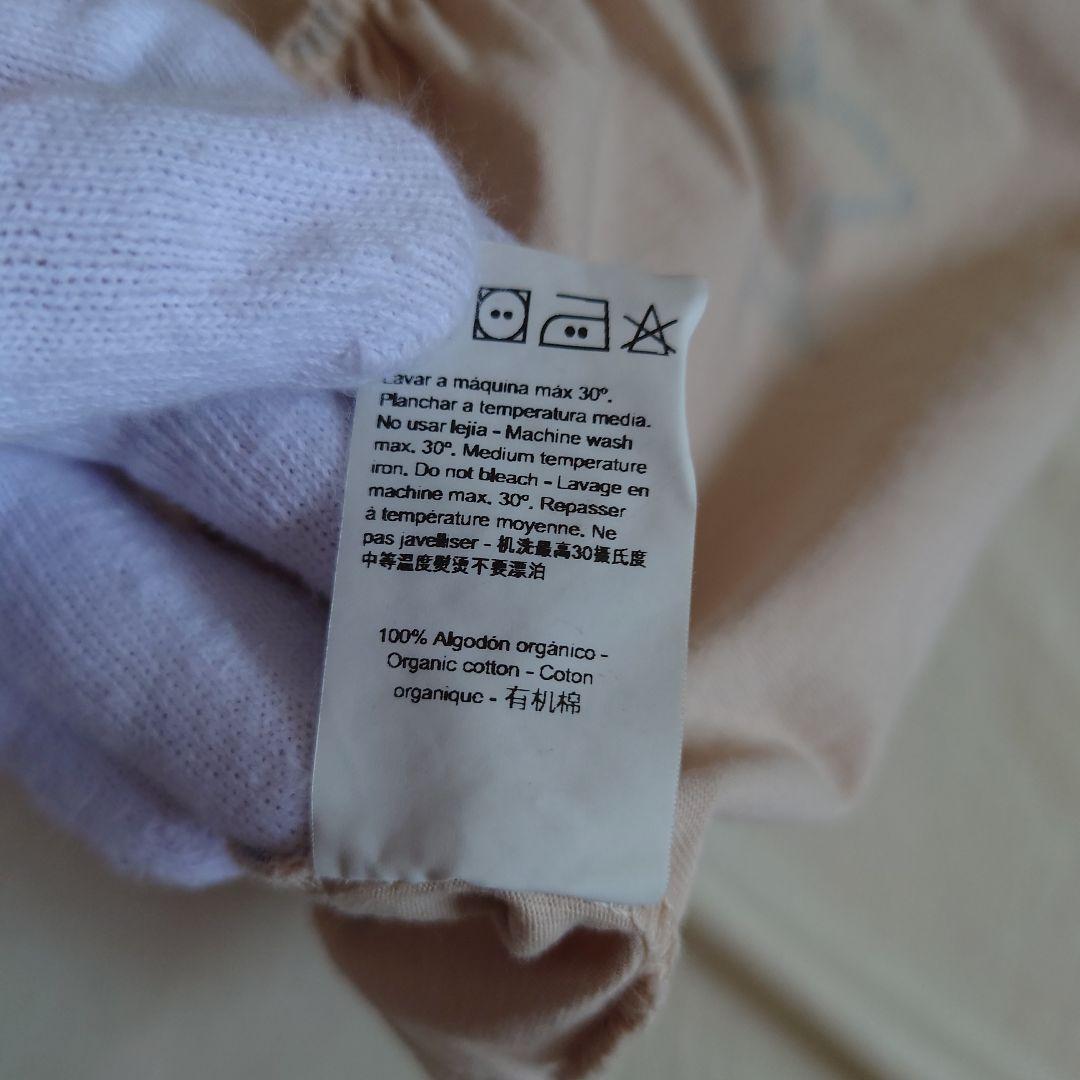 Lavar a máquina máx 30º.
Planchar a temperatura media.
No usar lejía - Machine wash
max. 30º. Medium temperature
iron. Do not bleach - Lavage en
machine max. 30º. Repasser
à température moyenne. Ne
pas javelliser - 机洗最高30摄氏度
中等温度熨烫不要漂泊
100% Algodón orgánico -
Organic cotton - Coton
organique - 有机棉